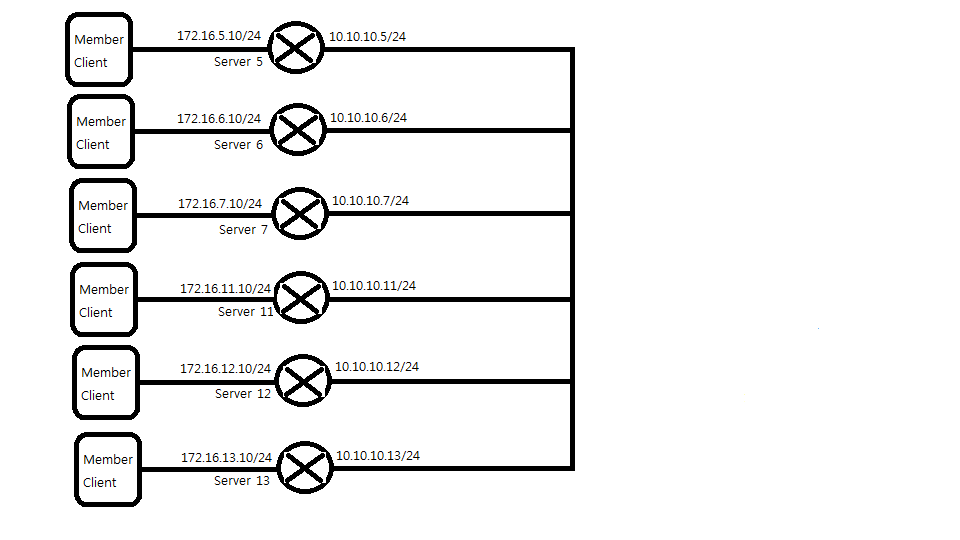 Member
Client
172.16.5.10/24
Server 5
10.10.10.5/24
Member
Client
172.16.6.10/24
Server 6
10.10.10.6/24
Member
Client
172.16.7.10/24
Server 7
10.10.10.7/24
Member
Client
172.16.11.10/24
Server 11
10.10.10.11/24
Member
Client
172.16.12.10/24
Server 12
10.10.10.12/24
Member
Client
172.16.13.10/24
Server 13
10.10.10.13/24